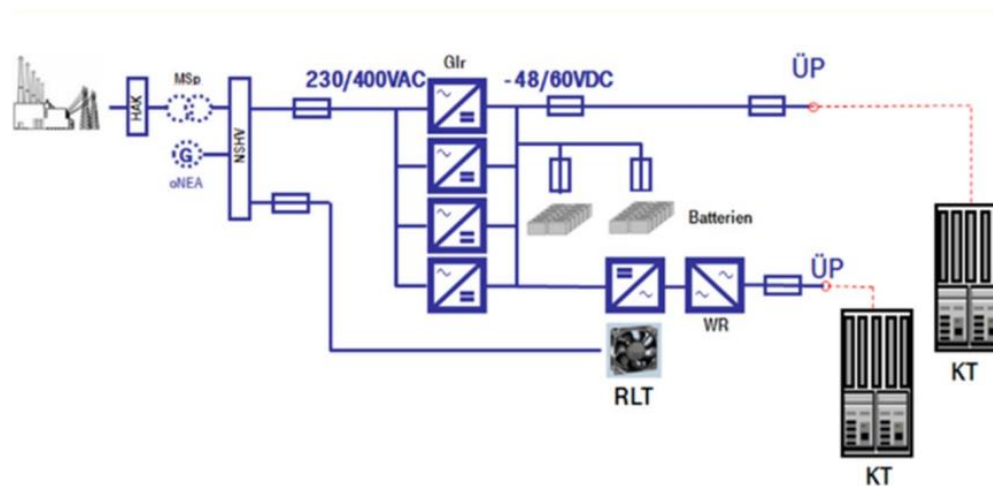 Glr
ÜP
MSp
230/400VAC
-48/60VDC
HAK
NSHV
G
oNEA
Batterien
ÜP
WR
RLT
KT
KT